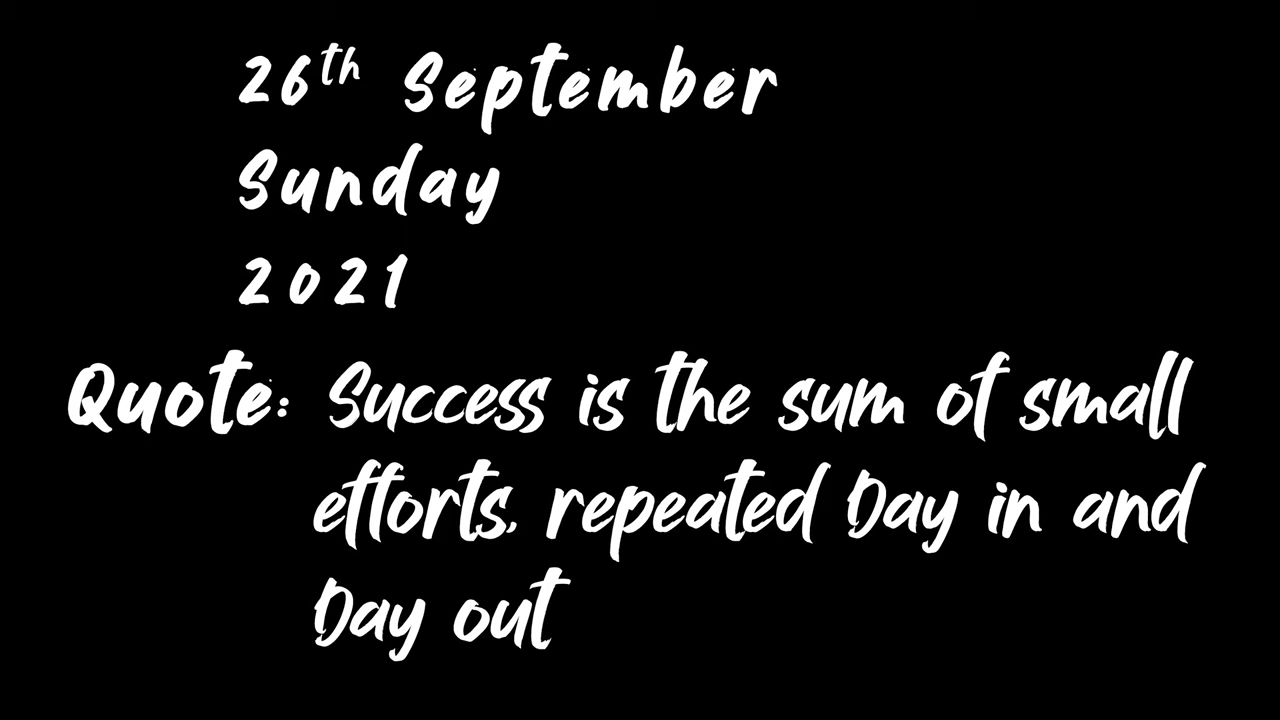 26th September
Sunday
2021
Quote: Success is the sum of small
efforts, repeated Day in and
Day out